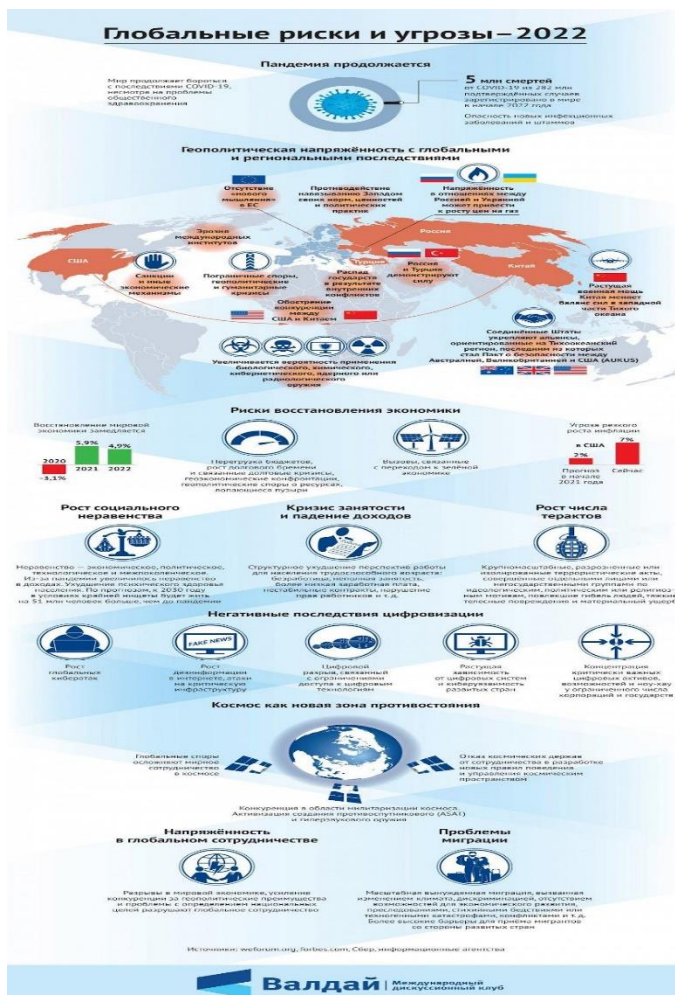 Глобальные риски и угрозы – 2022
Пандемия продолжается
Мир продолжает бороться
с последствиями COVID-19,
несмотря на проблемы
общественного
здравоохранения
5 млн смертей
от COVID-19 из 282 млн
подтверждённых случаев
зарегистрировано в мире
в начале 2022 года
Опасность новых инфекционных
заболеваний и штаммов
Геополитическая напряжённость с глобальными
и региональными последствиями
Отсутствие
«нового
мышления»
в ЕС
Противодействие
навязыванию Западом
своих норм, ценностей
и политических
практик
Напряжённость
в отношениях между
Россией и Украиной
может привести
к росту цен на газ
Эрозия
международных
институтов
США
Россия
Турция
Китай
Санкции
и иные
экономические
механизмы
Пограничные споры,
геополитические
и гуманитарные
кризисы
Распад
государств
в результате
внутренних
конфликтов
Россия
и Турция
демонстрируют
силу
Растущая
военная мощь
Китая меняет
баланс сил в западной
части Тихого
океана
Обострение
конкуренции
между
США и Китаем
Соединённые Штаты
укрепляют альянсы,
ориентированные на Тихоокеанский
регион, последним из которых
стал Пакт о безопасности между
Австралией, Великобританией и США (AUKUS)
Увеличивается вероятность применения
биологического, химического,
кибернетического, ядерного или
радиологического
оружия
Риски восстановления экономики
Восстановление мировой
экономики замедляется
2020
-3,1%
5,9%
2021
4,9%
2022
Перегрузка бюджетов,
рост долгового бремени
и связанные долговые кризисы,
геоэкономические конфронтации,
геополитические споры о ресурсах,
лопающиеся пузыри
Вызовы, связанные
с переходом к зелёной
экономике
Угроза резкого
роста инфляции
в США
2%
7%
Прогноз
в начале
2021 года
Сейчас
Рост социального
неравенства
Неравенство – экономическое, политическое,
технологическое и межпоколенческое.
Из-за пандемии увеличилось неравенство
в доходах. Ухудшение психического здоровья
населения. По прогнозам, к 2030 году
в условиях крайней нищеты будет жить
на 51 млн человек больше, чем до пандемии
Кризис занятости
и падение доходов
Структурное ухудшение перспектив работы
для населения трудоспособного возраста:
безработица, неполная занятость,
более низкая заработная плата,
нестабильные контракты, нарушение
прав работников и т.д.
Рост числа
терактов
Крупномасштабные, разрозненные или
изолированные террористические акты,
совершённые отдельными лицами или
негосударственными группами по
идеологическим, политическим или религиоз-
ным мотивам, повлекшие гибель людей, тяжкие
телесные повреждения и материальный ущерб
Негативные последствия цифровизации
FAKE NEWS
Рост
глобальных
кибератак
Рост
дезинформации
в интернете, атаки
на критическую
инфраструктуру
Цифровой
разрыв, связанный
с ограничениями
доступа к цифровым
технологиям
Растущая
зависимость
от цифровых систем
и киберуязвимость
развитых стран
Концентрация
критически важных
цифровых активов,
возможностей и ноу-хау
у ограниченного числа
корпораций и государств
Космос как новая зона противостояния
Глобальные споры
осложняют мирное
сотрудничество
в космосе
Отказ космических держав
от сотрудничества в разработке
новых правил поведения
и управления космическим
пространством
Конкуренция в области милитаризации космоса.
Активизация создания противоспутникового (ASAT)
и гиперзвукового оружия
Напряжённость
в глобальном сотрудничестве
Разрывы в мировой экономике, усиление
конкуренции за геополитические преимущества
и проблемы с определением национальных
целей разрушают глобальное сотрудничество
Проблемы
миграции
Масштабная вынужденная миграция, вызванная
изменением климата, дискриминацией, отсутствием
возможностей для экономического развития,
преследованиями, стихийными бедствиями или
техногенными катастрофами, конфликтами и т.д.
Более высокие барьеры для приёма мигрантов
со стороны развитых стран
Источники: weforum.org, forbes.com, Сбер, информационные агентства
Валдай
Международный
дискуссионный клуб